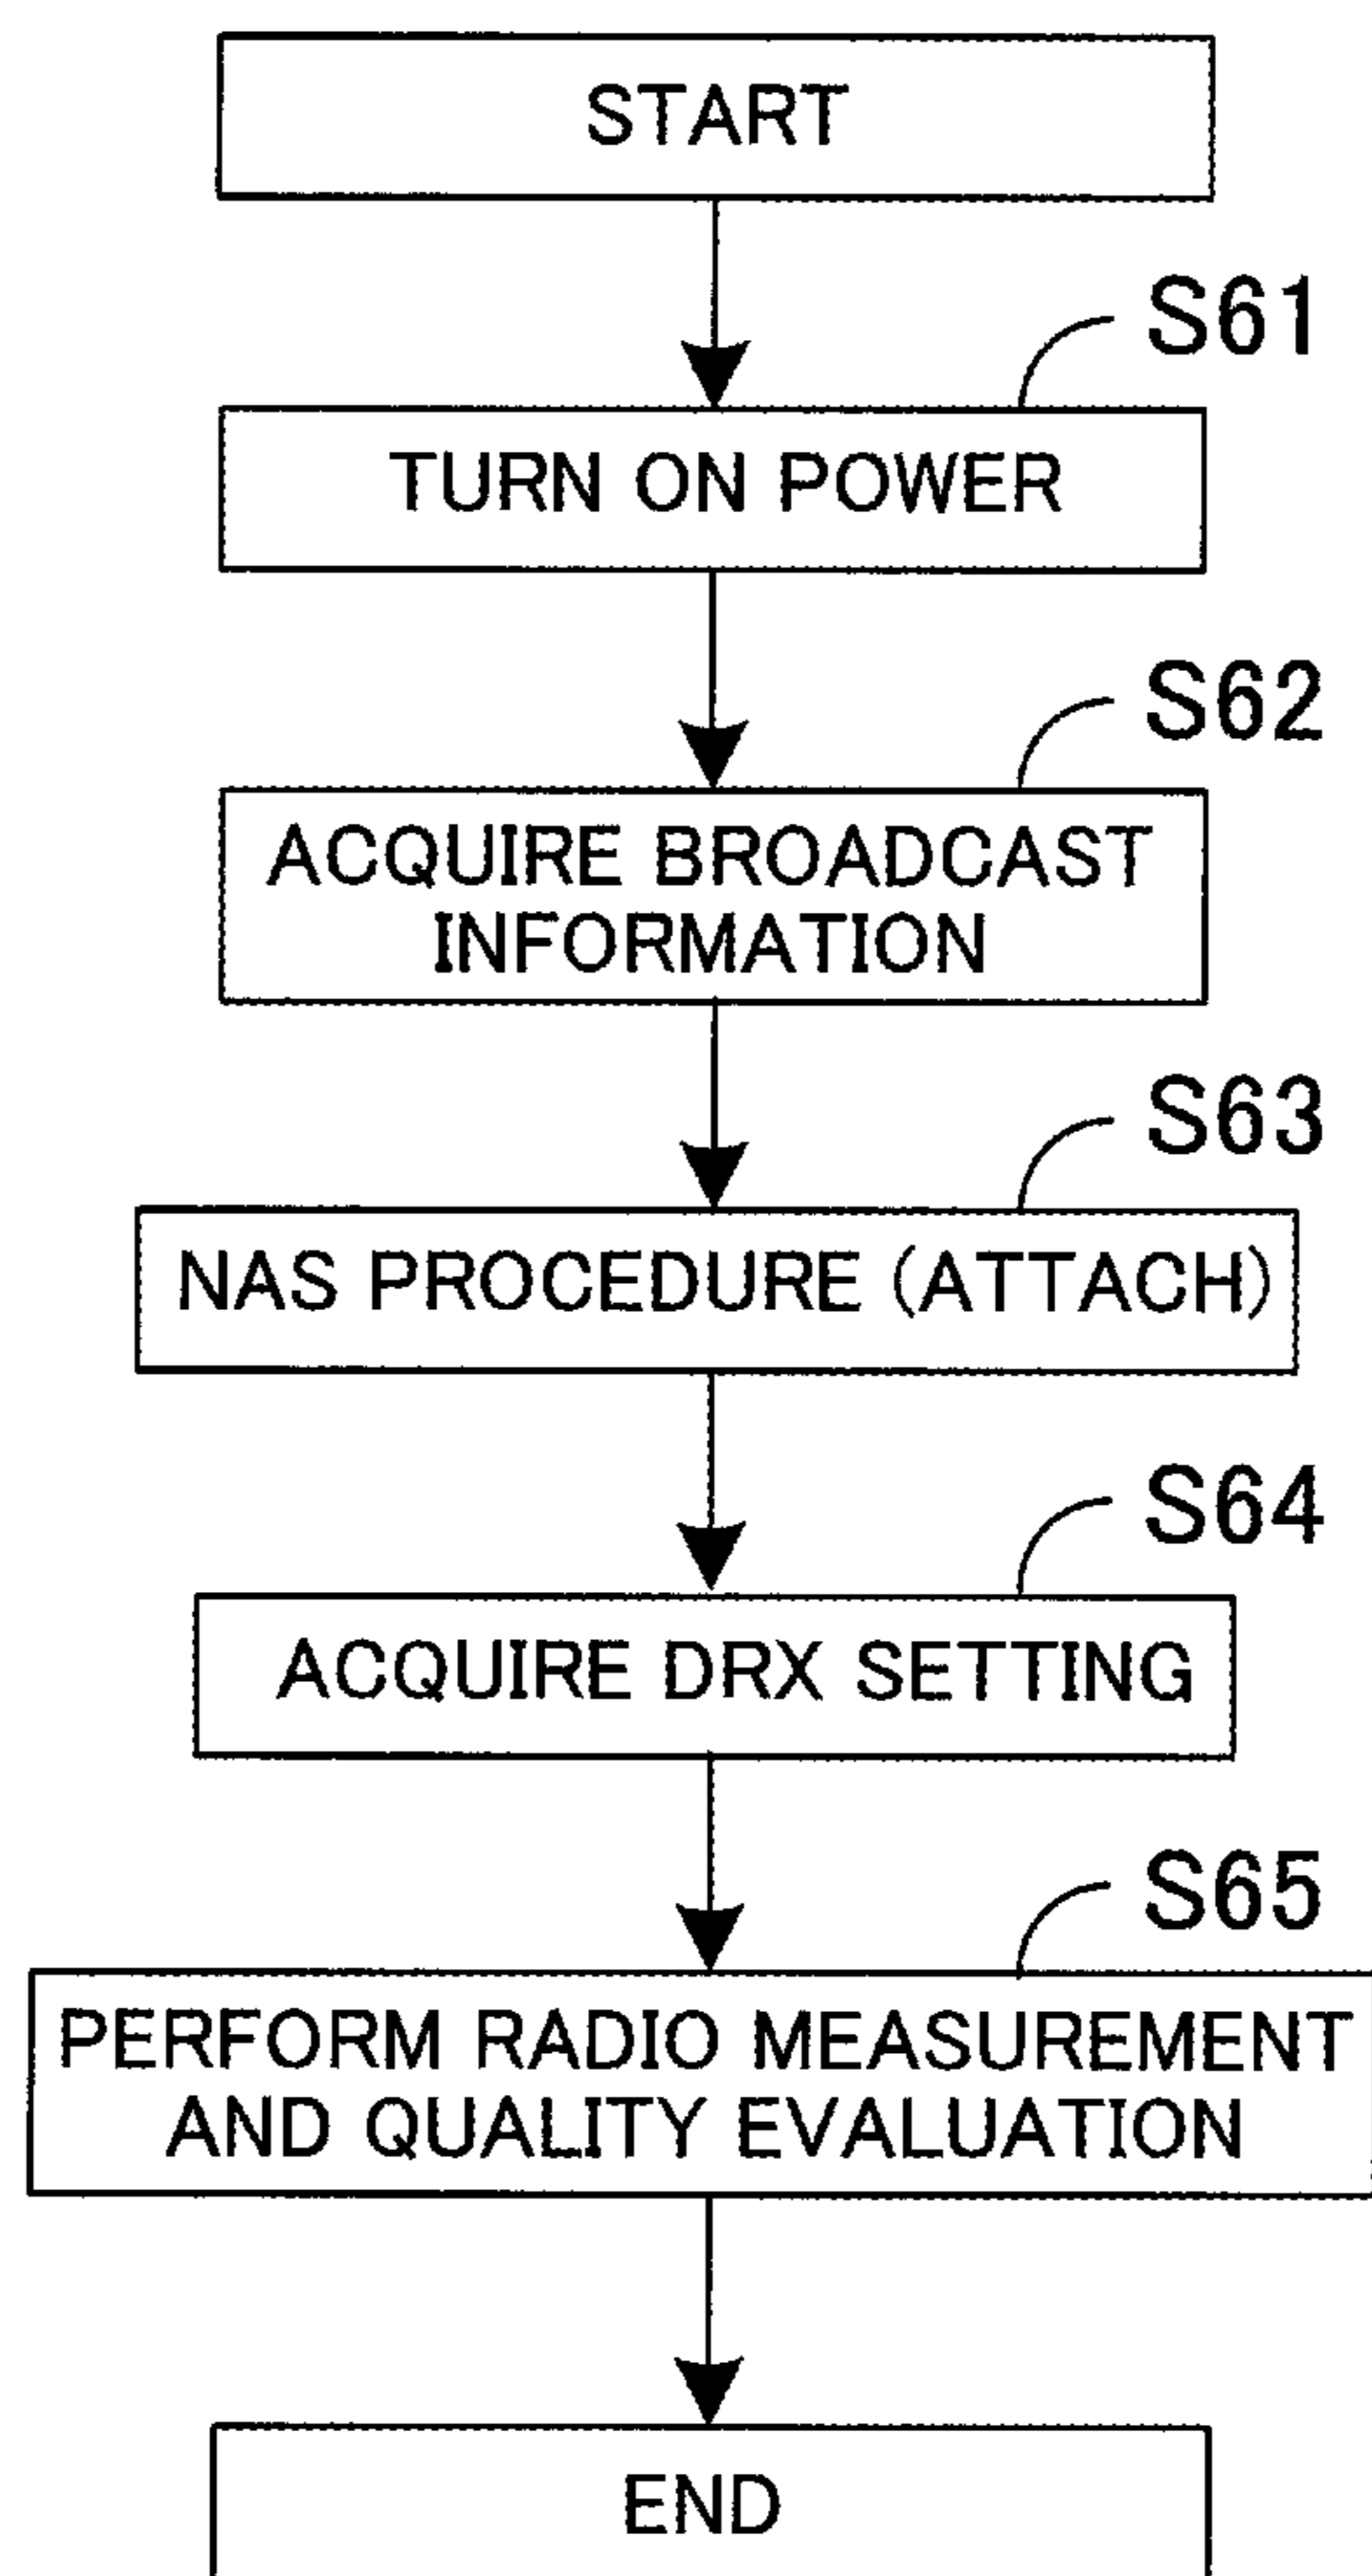 START
S61
TURN ON POWER
S62
ACQUIRE BROADCAST
INFORMATION
S63
NAS PROCEDURE (ATTACH)
S64
ACQUIRE DRX SETTING
S65
PERFORM RADIO MEASUREMENT
AND QUALITY EVALUATION
END